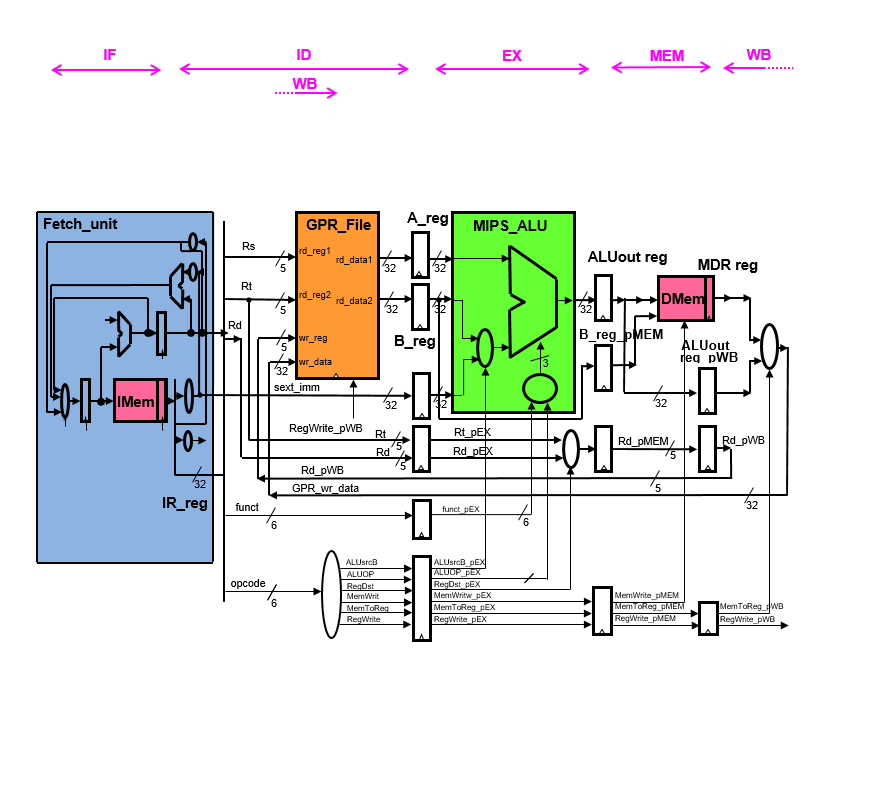 IF
ID
EX
MEM
WB
WB
Fetch_unit
GPR_File
A_reg
MIPS_ALU
Rs
rd_reg1
rd_data1
5
32
32
ALUout reg
MDR reg
Rt
rd_reg2
rd_data2
5
32
32
32
DMem
Rd
wr_reg
5
B_reg
B_reg_pMEM
ALUout
reg_pWB
wr_data
32
3
sext_imm
32
32
32
IMem
RegWrite_pWB
Rt
5
Rt_pEX
Rd
5
Rd_pEX
Rd_pMEM
5
Rd_pWB
Rd_pWB
5
32
GPR_wr_data
32
IR_reg
funct
6
funct_pEX
6
opcode
6
ALUsrcB
ALUOP
RegDst
MemWrit
MemToReg
RegWrite
ALUsrcB_pEX
ALUOP_pEX
RegDst_pEX
MemWritw_pEX
MemToReg_pEX
RegWrite_pEX
MemWrite_pMEM
MemToReg_pMEM
RegWrite_pMEM
MemToReg_pWB
RegWrite_pWB